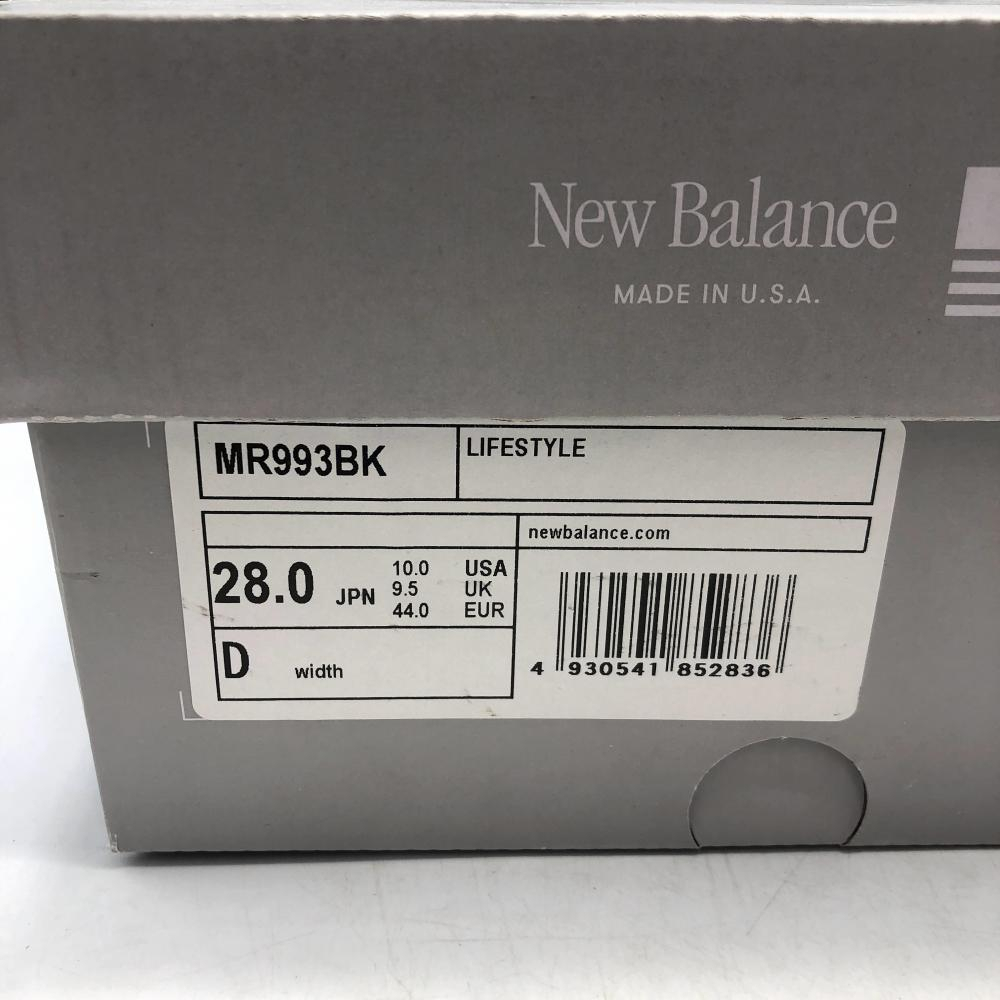 New Balance
MADE IN U.S.A.
MR993BK
LIFESTYLE
newbalance.com
28.0 JPN
10.0 USA
9.5 UK
44.0 EUR
D width
4 930541 852836